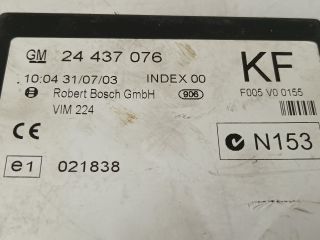 GM 24 437 076
10:04 31/07/03 INDEX 00
Robert Bosch GmbH 906
VIM 224
KF
F005 V0 0155
CE
N153
e1 021838